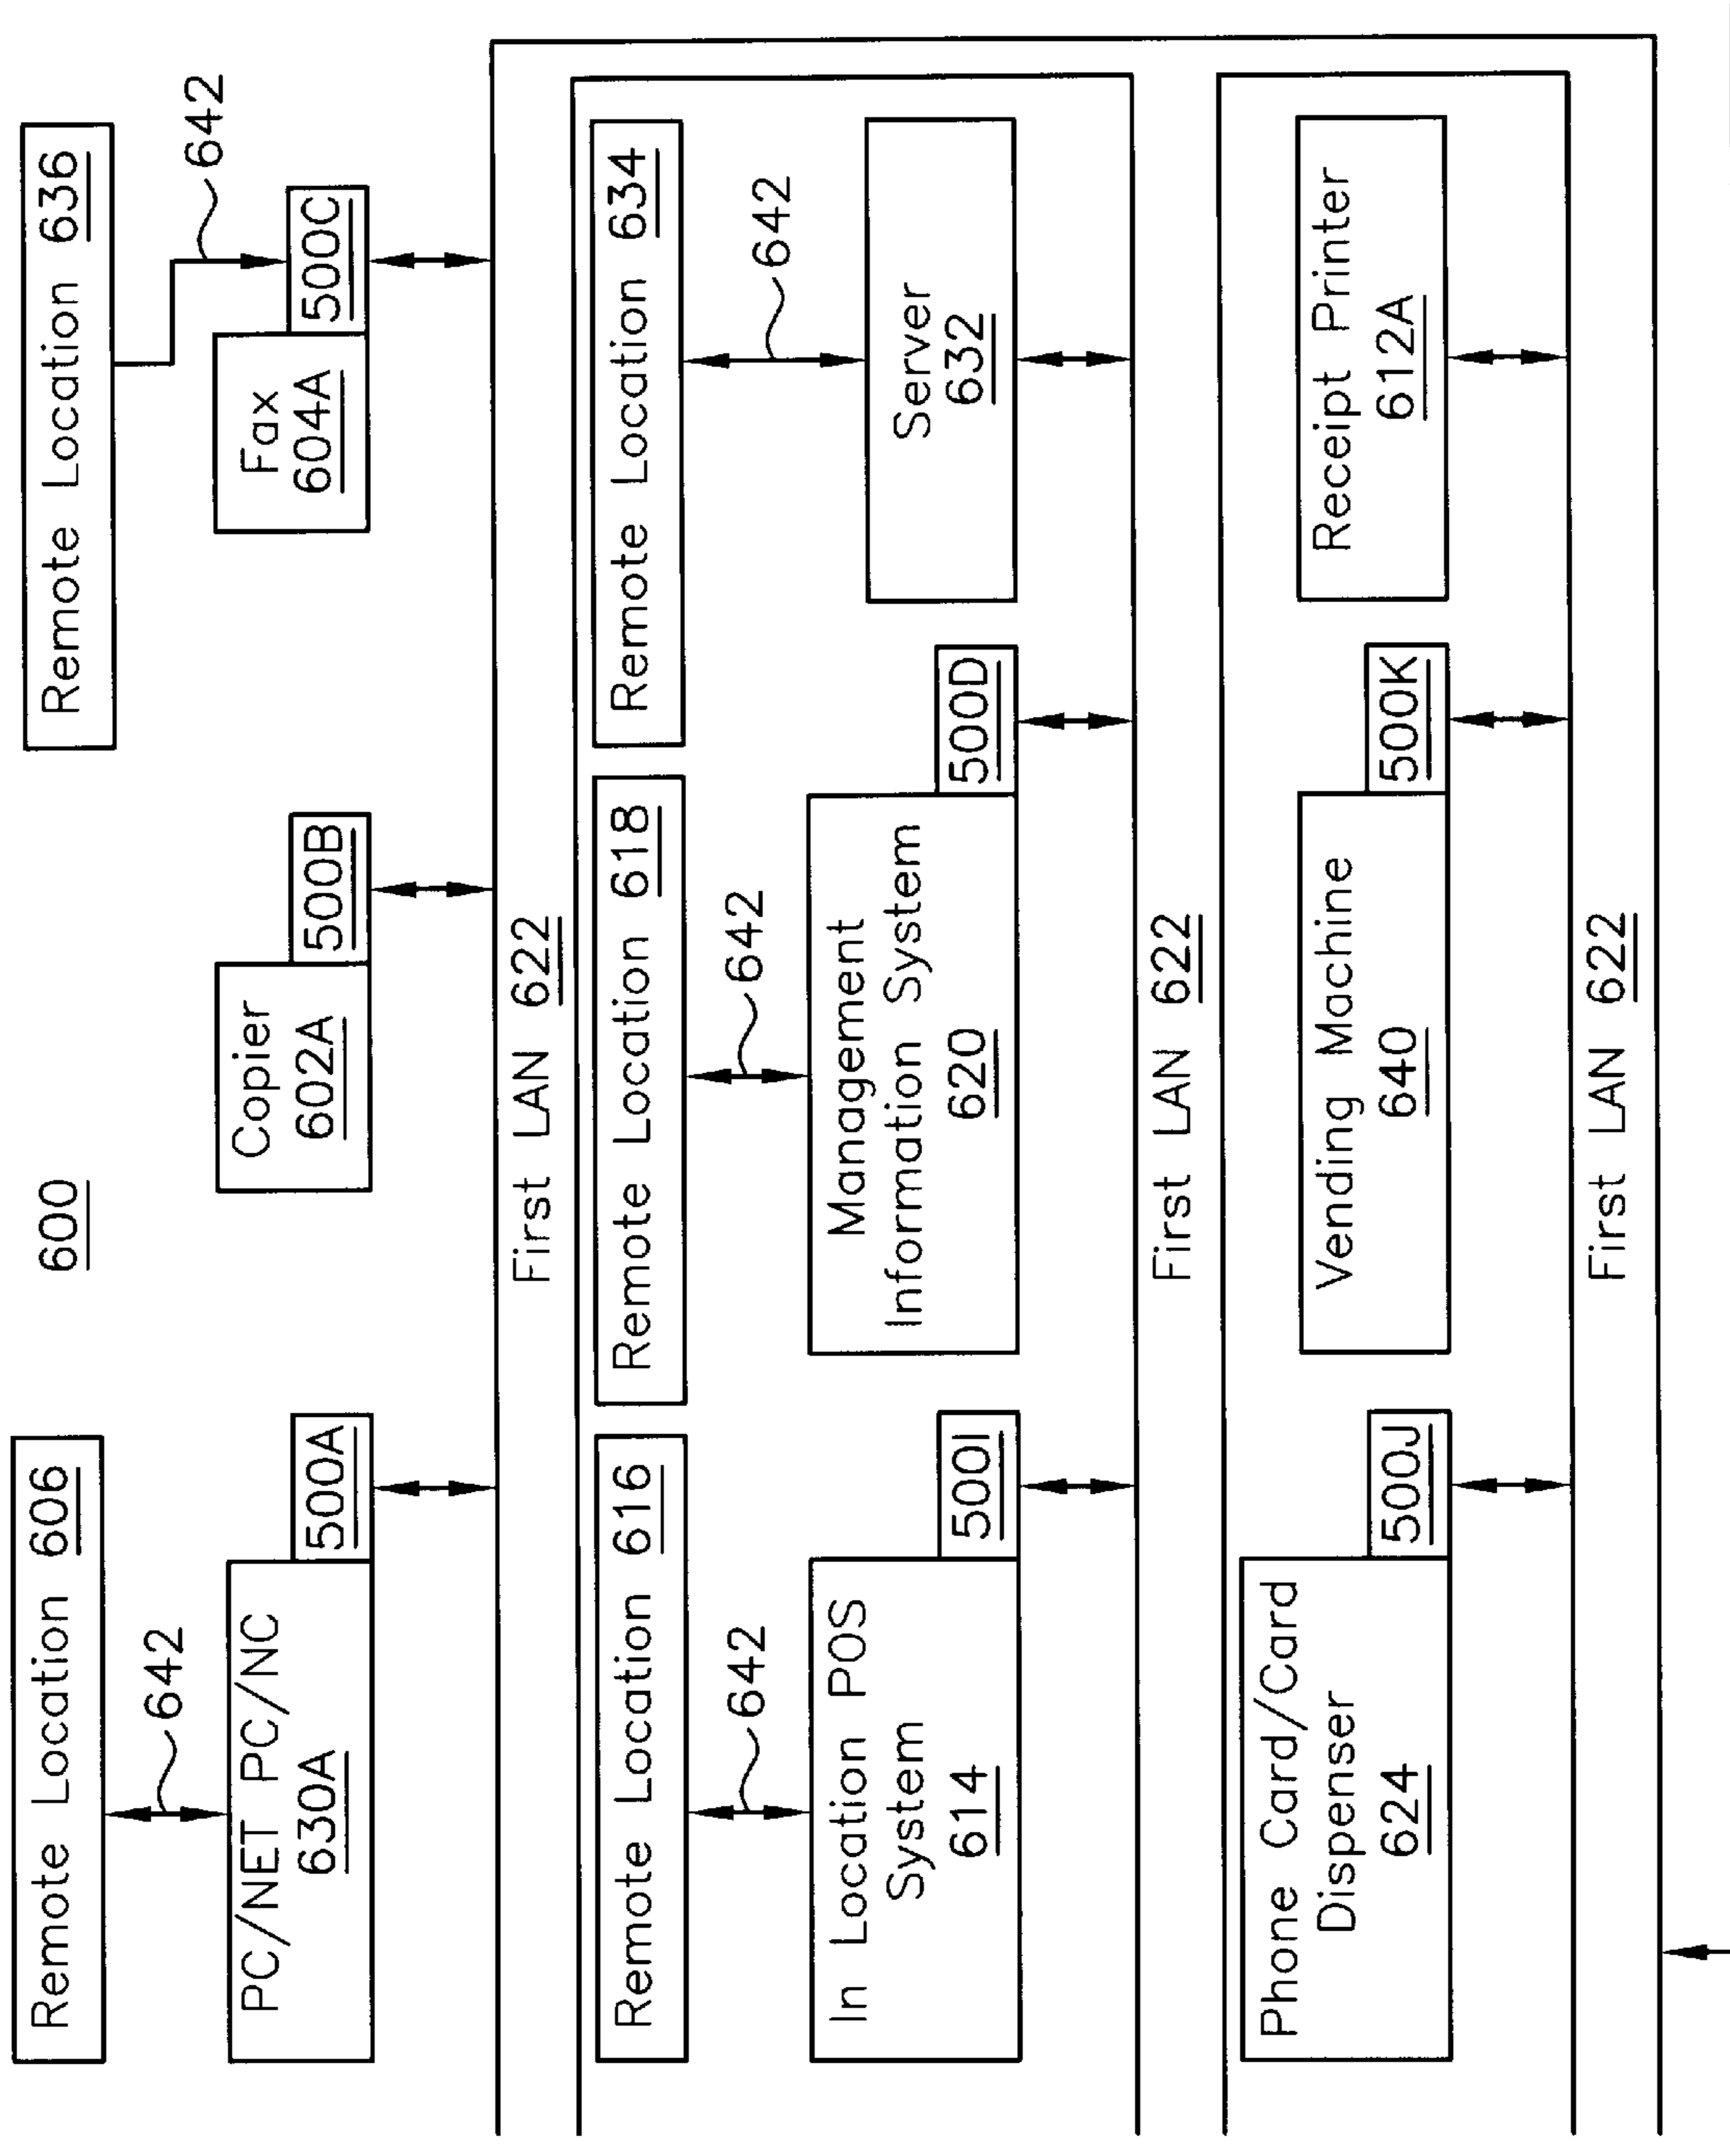 600
Remote Location 606
642
PC/NET PC/NC
630A
500A
Copier
602A
500B
Remote Location 636
642
Fax
604A
500C
First LAN 622
Remote Location 616
642
In Location POS
System
614
500I
Remote Location 618
642
Management
Information System
620
500D
Remote Location 634
642
Server
632
First LAN 622
Phone Card/Card
Dispenser
624
500J
Vending Machine
640
500K
Receipt Printer
612A
First LAN 622